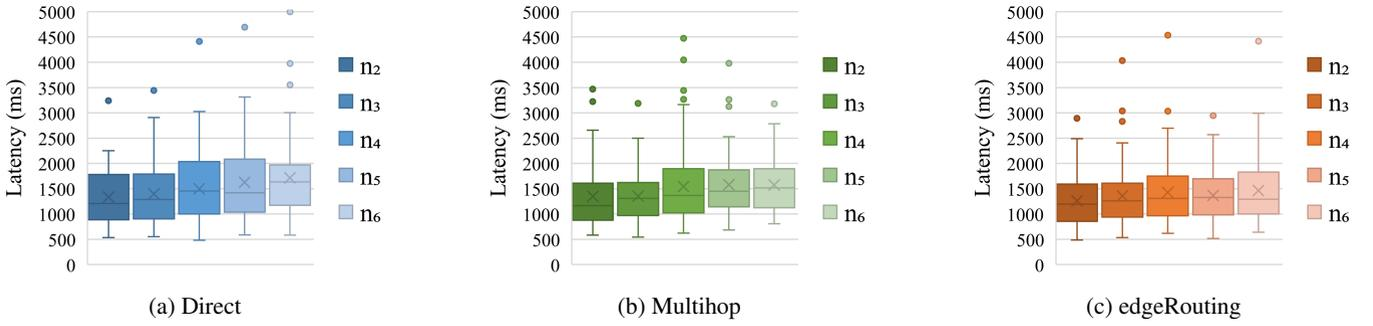 Latency (ms)
5000
4500
4000
3500
3000
2500
2000
1500
1000
500
0
n₂
n₃
n₄
n₅
n₆
(a) Direct
Latency (ms)
5000
4500
4000
3500
3000
2500
2000
1500
1000
500
0
n₂
n₃
n₄
n₅
n₆
(b) Multihop
Latency (ms)
5000
4500
4000
3500
3000
2500
2000
1500
1000
500
0
n₂
n₃
n₄
n₅
n₆
(c) edgeRouting